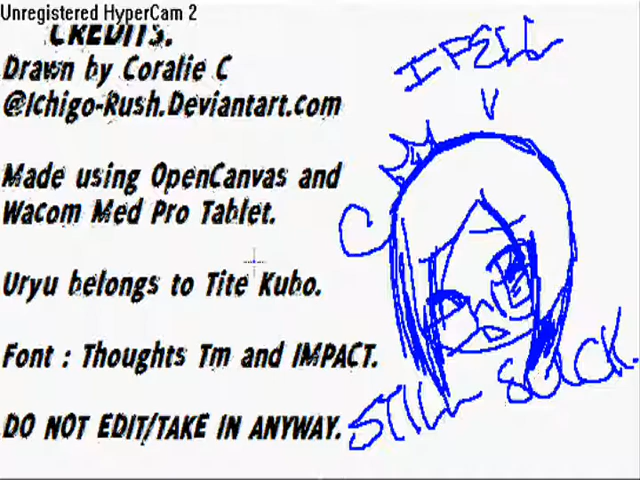 Unregistered HyperCam 2
CREDITS.
Drawn by Coralie C
@Ichigo-Rush.Deviantart.com
Made using OpenCanvas and
Wacom Med Pro Tablet.
Uryu belongs to Tite Kubo.
Font : Thoughts Tm and IMPACT.
DO NOT EDIT/TAKE IN ANYWAY.
I FELL
V
STILL SUCK.